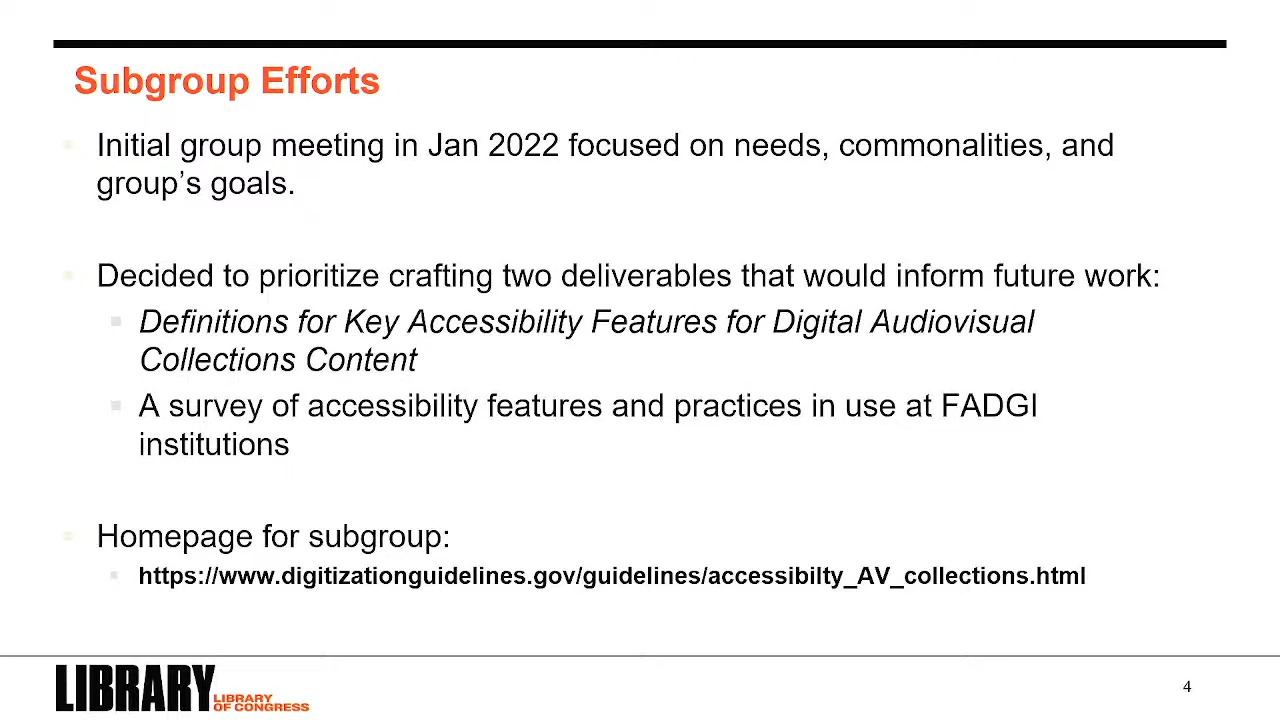 Subgroup Efforts
Initial group meeting in Jan 2022 focused on needs, commonalities, and
group’s goals.
Decided to prioritize crafting two deliverables that would inform future work:
Definitions for Key Accessibility Features for Digital Audiovisual
Collections Content
A survey of accessibility features and practices in use at FADGI
institutions
Homepage for subgroup:
https://www.digitizationguidelines.gov/guidelines/accessibilty_AV_collections.html
LIBRARY
LIBRARY
OF CONGRESS
4